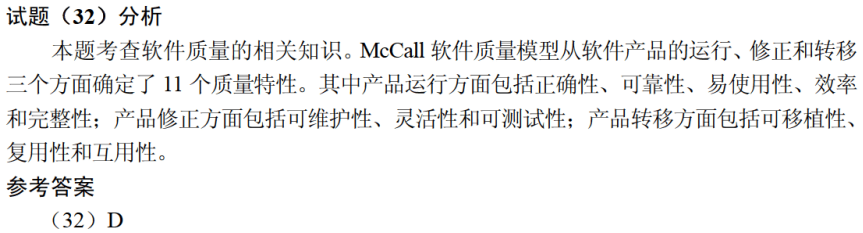 试题（32）分析
本题考查软件质量的相关知识。McCall 软件质量模型从软件产品的运行、修正和转移
三个方面确定了 11 个质量特性。其中产品运行方面包括正确性、可靠性、易使用性、效率
和完整性；产品修正方面包括可维护性、灵活性和可测试性；产品转移方面包括可移植性、
复用性和互用性。
参考答案
（32）D